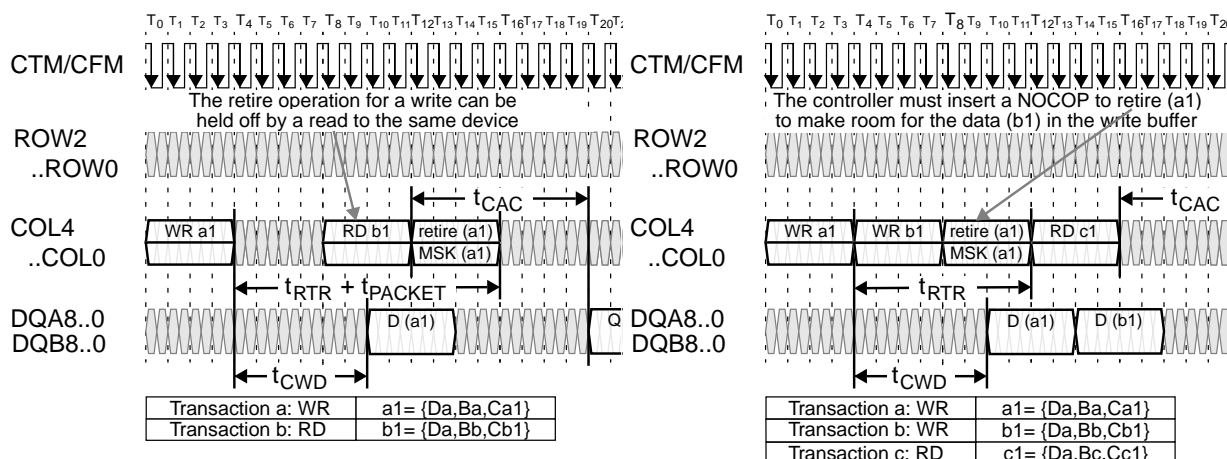 T0 T1 T2 T3 T4 T5 T6 T7 T8 T9 T10 T11 T12 T13 T14 T15 T16 T17 T18 T19 T20
CTM/CFM
The retire operation for a write can be
held off by a read to the same device
ROW2
..ROW0
tCAC
COL4
..COL0
WR a1
RD b1
retire (a1)
MSK (a1)
tRTR + tPACKET
DQA8..0
DQB8..0
D (a1)
Q
tCWD
Transaction a: WR a1= {Da,Ba,Ca1}
Transaction b: RD b1= {Da,Bb,Cb1}
T0 T1 T2 T3 T4 T5 T6 T7 T8 T9 T10 T11 T12 T13 T14 T15 T16 T17 T18 T19 T20
CTM/CFM
The controller must insert a NOCOP to retire (a1)
to make room for the data (b1) in the write buffer
ROW2
..ROW0
tCAC
COL4
..COL0
WR a1
WR b1
retire (a1)
MSK (a1)
RD c1
tRTR
DQA8..0
DQB8..0
D (a1)
D (b1)
tCWD
Transaction a: WR a1= {Da,Ba,Ca1}
Transaction b: WR b1= {Da,Bb,Cb1}
Transaction c: RD c1= {Da,Bc,Cc1}